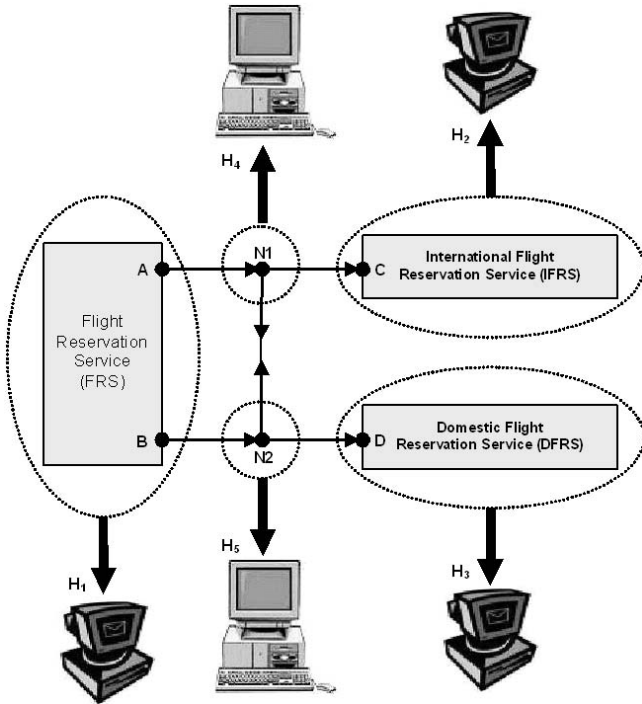 H4
H2
N1
A
C
International Flight
Reservation Service (IFRS)
Flight
Reservation
Service
(FRS)
Domestic Flight
Reservation Service (DFRS)
B
D
N2
H5
H1
H3